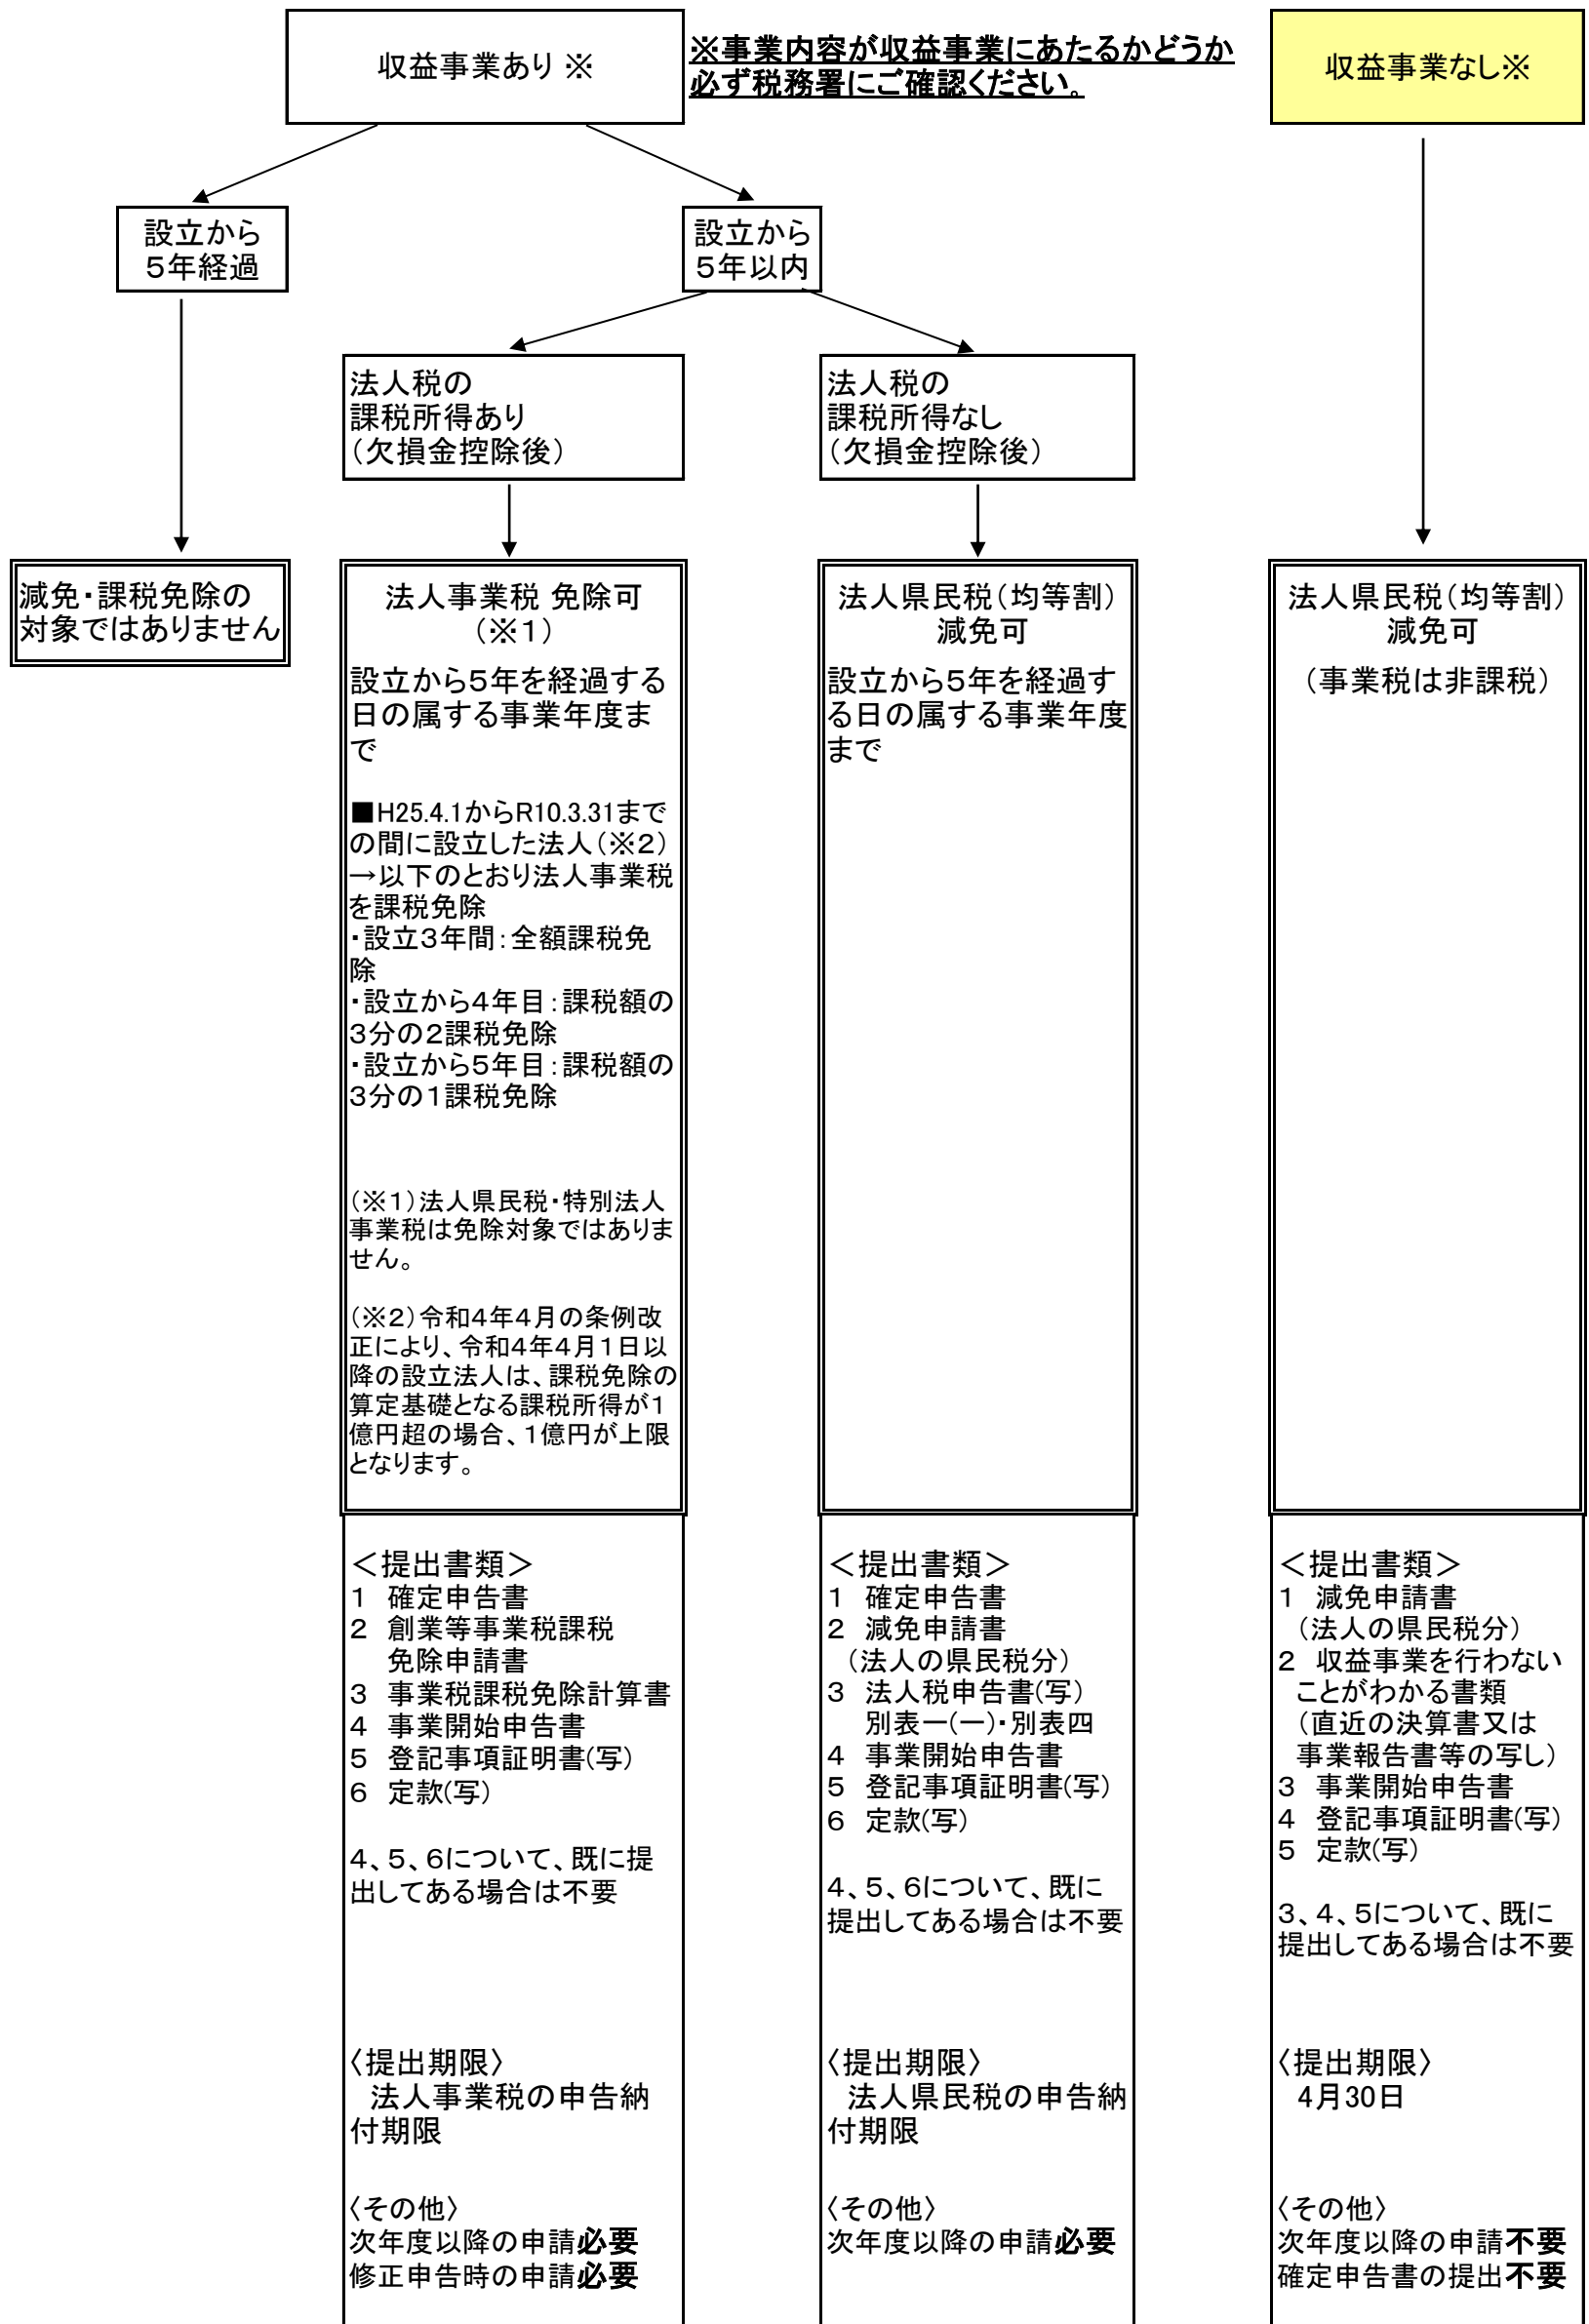 収益事業あり ※
※事業内容が収益事業にあたるかどうか
必ず税務署にご確認ください。
収益事業なし※
設立から
５年経過
設立から
５年以内
法人税の
課税所得あり
（欠損金控除後）
法人税の
課税所得なし
（欠損金控除後）
減免・課税免除の
対象ではありません
法人事業税 免除可
（※１）
設立から５年を経過する
日の属する事業年度ま
で
■H25.4.1からR10.3.31まで
の間に設立した法人（※２）
→以下のとおり法人事業税
を課税免除
・設立３年間：全額課税免
除
・設立から４年目：課税額の
３分の２課税免除
・設立から５年目：課税額の
３分の１課税免除
（※１）法人県民税・特別法人
事業税は免除対象ではありま
せん。
（※２）令和４年４月の条例改
正により、令和４年４月１日以
降の設立法人は、課税免除の
算定基礎となる課税所得が１
億円超の場合、１億円が上限
となります。
＜提出書類＞
１　確定申告書
２　創業等事業税課税
免除申請書
３　事業税課税免除計算書
４　事業開始申告書
５　登記事項証明書(写)
６　定款(写)
４、５、６について、既に提
出してある場合は不要
〈提出期限〉
法人事業税の申告納
付期限
〈その他〉
次年度以降の申請必要
修正申告時の申請必要
法人県民税（均等割）
減免可
設立から５年を経過す
る日の属する事業年度
まで
＜提出書類＞
１　確定申告書
２　減免申請書
（法人の県民税分）
３　法人税申告書(写)
別表一(一)・別表四
４　事業開始申告書
５　登記事項証明書(写)
６　定款(写)
４、５、６について、既に
提出してある場合は不要
〈提出期限〉
法人県民税の申告納
付期限
〈その他〉
次年度以降の申請必要
法人県民税（均等割）
減免可
（事業税は非課税）
＜提出書類＞
１　減免申請書
（法人の県民税分）
２　収益事業を行わない
ことがわかる書類
（直近の決算書又は
事業報告書等の写し）
３　事業開始申告書
４　登記事項証明書(写)
５　定款(写)
３、４、５について、既に
提出してある場合は不要
〈提出期限〉
4月30日
〈その他〉
次年度以降の申請不要
確定申告書の提出不要